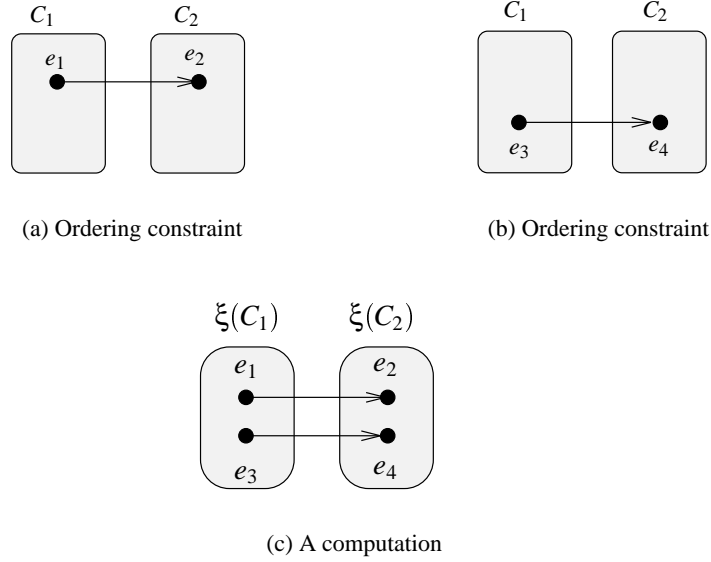 C₁ C₂
e₁ e₂
(a) Ordering constraint
C₁ C₂
e₃ e₄
(b) Ordering constraint
ξ(C₁) ξ(C₂)
e₁ e₂
e₃ e₄
(c) A computation